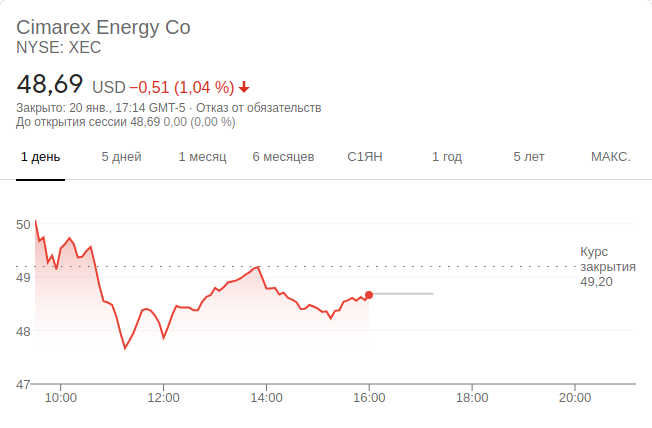 Cimarex Energy Co
NYSE: XEC
48,69 USD −0,51 (1,04 %)
Закрыто: 20 янв., 17:14 GMT-5 · Отказ от обязательств
До открытия сессии 48,69 0,00 (0,00 %)
1 день 5 дней 1 месяц 6 месяцев С1ЯН 1 год 5 лет МАКС.
50
49
48
47
Курс
закрытия
49,20
10:00 12:00 14:00 16:00 18:00 20:00